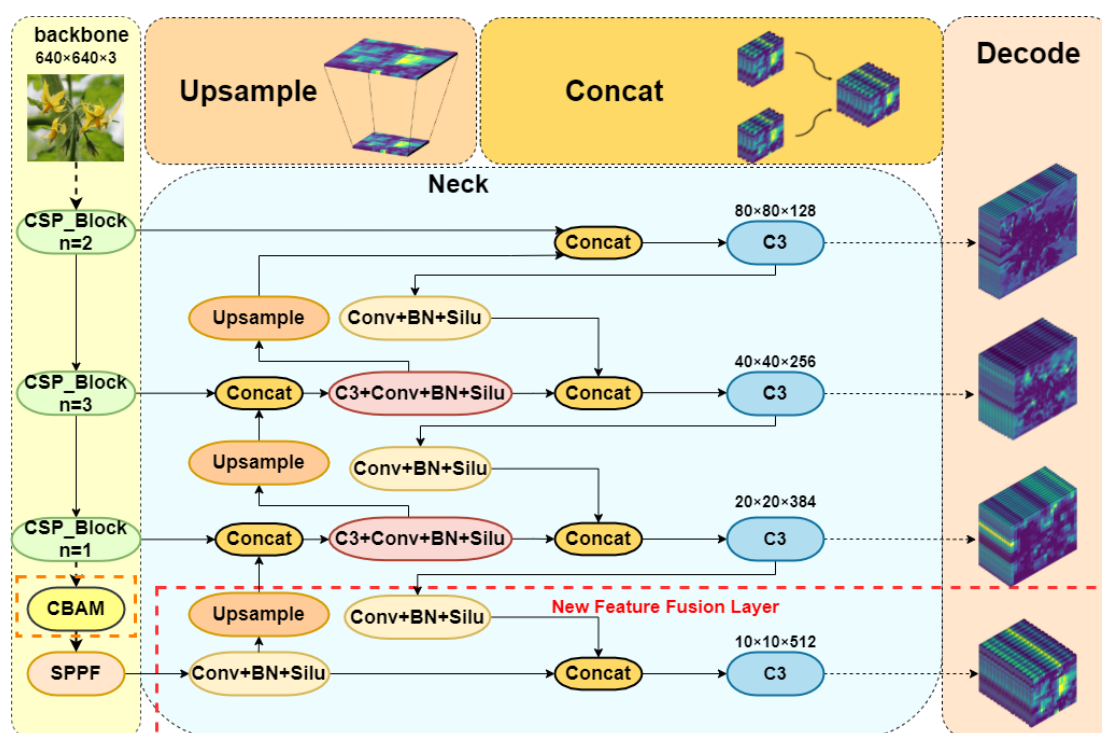 backbone
640×640×3
Upsample
Concat
Decode
Neck
CSP_Block
n=2
Concat
80×80×128
C3
Upsample
Conv+BN+Silu
CSP_Block
n=3
Concat
C3+Conv+BN+Silu
Concat
40×40×256
C3
Upsample
Conv+BN+Silu
CSP_Block
n=1
Concat
C3+Conv+BN+Silu
Concat
20×20×384
C3
CBAM
Upsample
Conv+BN+Silu
New Feature Fusion Layer
SPPF
Conv+BN+Silu
Concat
10×10×512
C3